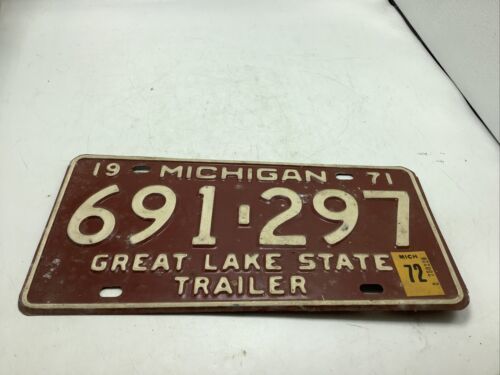 19 MICHIGAN 71
691-297
GREAT LAKE STATE
TRAILER
MICH
72